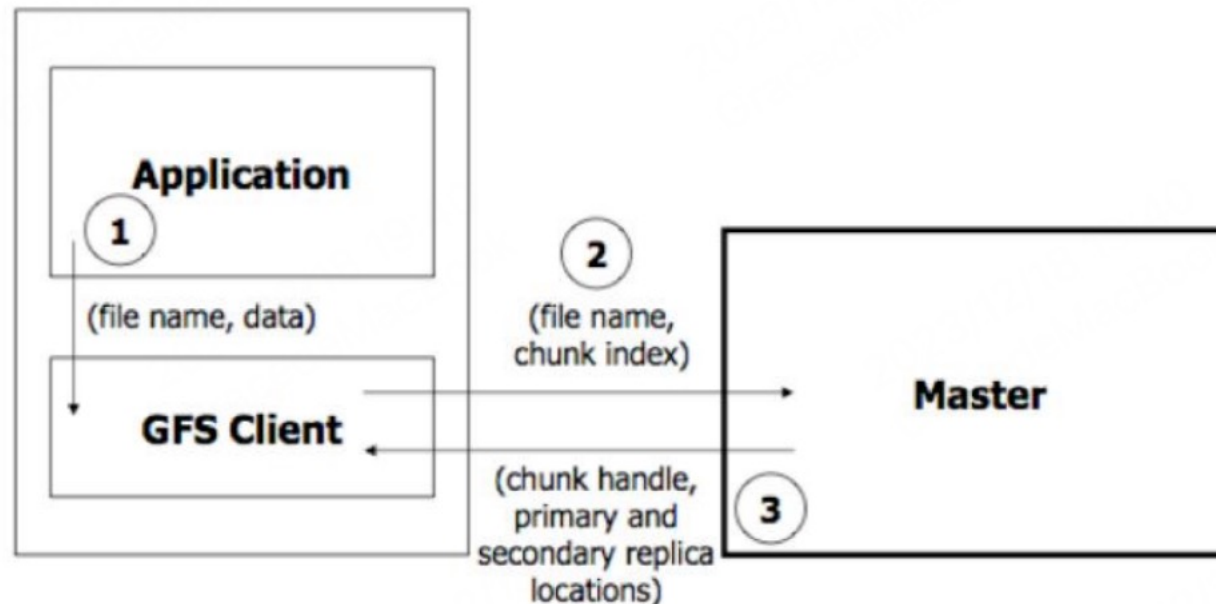 Application
1
(file name, data)
GFS Client
2
(file name,
chunk index)
(chunk handle,
primary and
secondary replica
locations)
Master
3